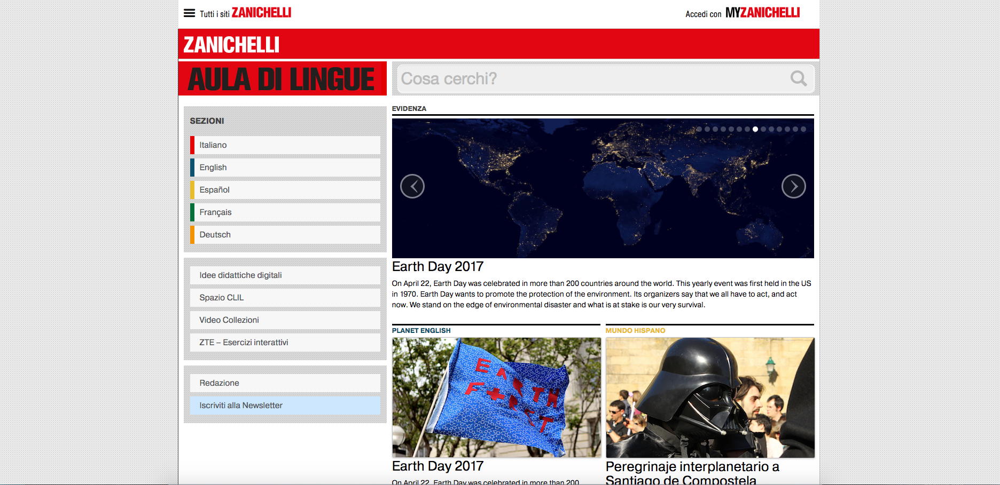 Tutti i siti ZANICHELLI
Accedi con MYZANICHELLI
ZANICHELLI
AULA DI LINGUE
Cosa cerchi?
SEZIONI
Italiano
English
Español
Français
Deutsch
Idee didattiche digitali
Spazio CLIL
Video Collezioni
ZTE – Esercizi interattivi
Redazione
Iscriviti alla Newsletter
EVIDENZA
Earth Day 2017
On April 22, Earth Day was celebrated in more than 200 countries around the world. This yearly event was first held in the US
in 1970. Earth Day wants to promote the protection of the environment. Its organizers say that we all have to act, and act
now. We stand on the edge of environmental disaster and what is at stake is our very survival.
PLANET ENGLISH
EARTH
F+RST
Earth Day 2017
On April 22, Earth Day was celebrated in more than 200
MUNDO HISPANO
Peregrinaje interplanetario a
Santiago de Compostela